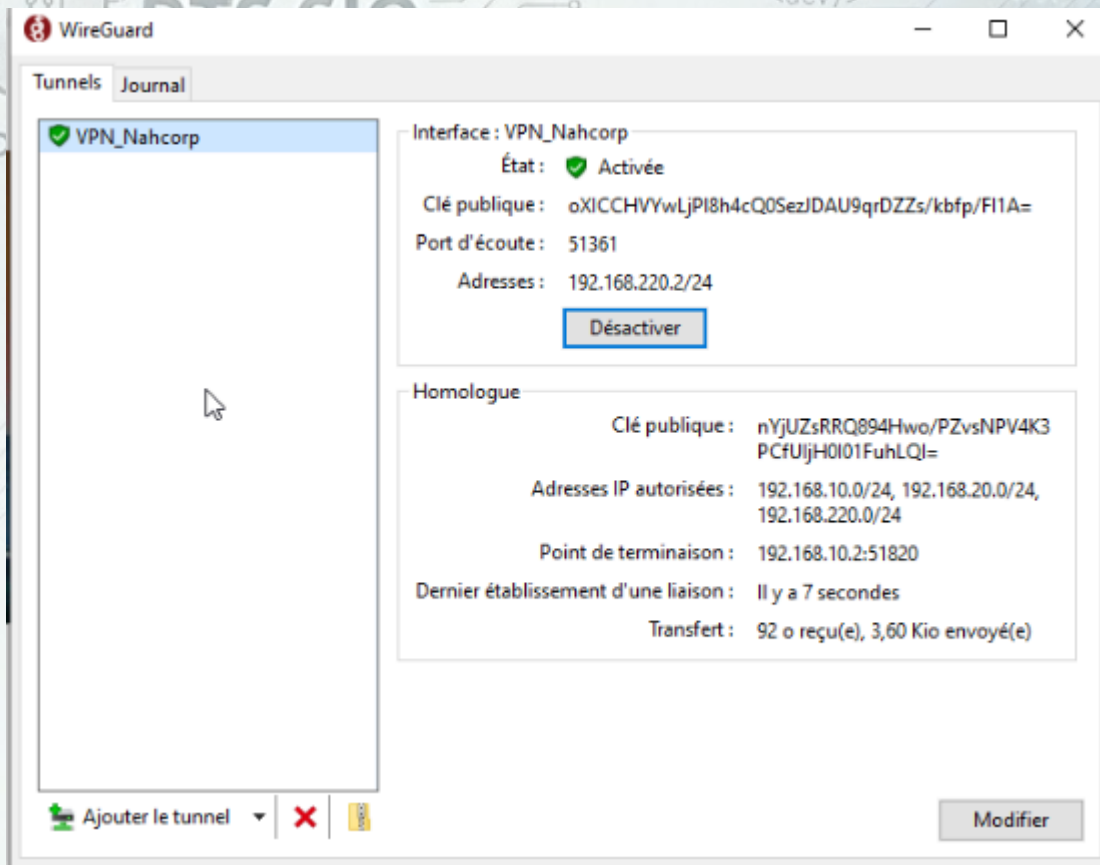 WireGuard
Tunnels
Journal
VPN_Nahcorp
Interface : VPN_Nahcorp
État : Activée
Clé publique : oXICCHVYwLjPI8h4cQ0SezJDAU9qrDZZs/kbfp/FI1A=
Port d'écoute : 51361
Adresses : 192.168.220.2/24
Désactiver
Homologue
Clé publique : nYjUZsRRQ894Hwo/PZvsNPV4K3
PCfUIjH0I01FuhLQI=
Adresses IP autorisées : 192.168.10.0/24, 192.168.20.0/24,
192.168.220.0/24
Point de terminaison : 192.168.10.2:51820
Dernier établissement d'une liaison : Il y a 7 secondes
Transfert : 92 o reçu(e), 3,60 Kio envoyé(e)
Ajouter le tunnel
Modifier